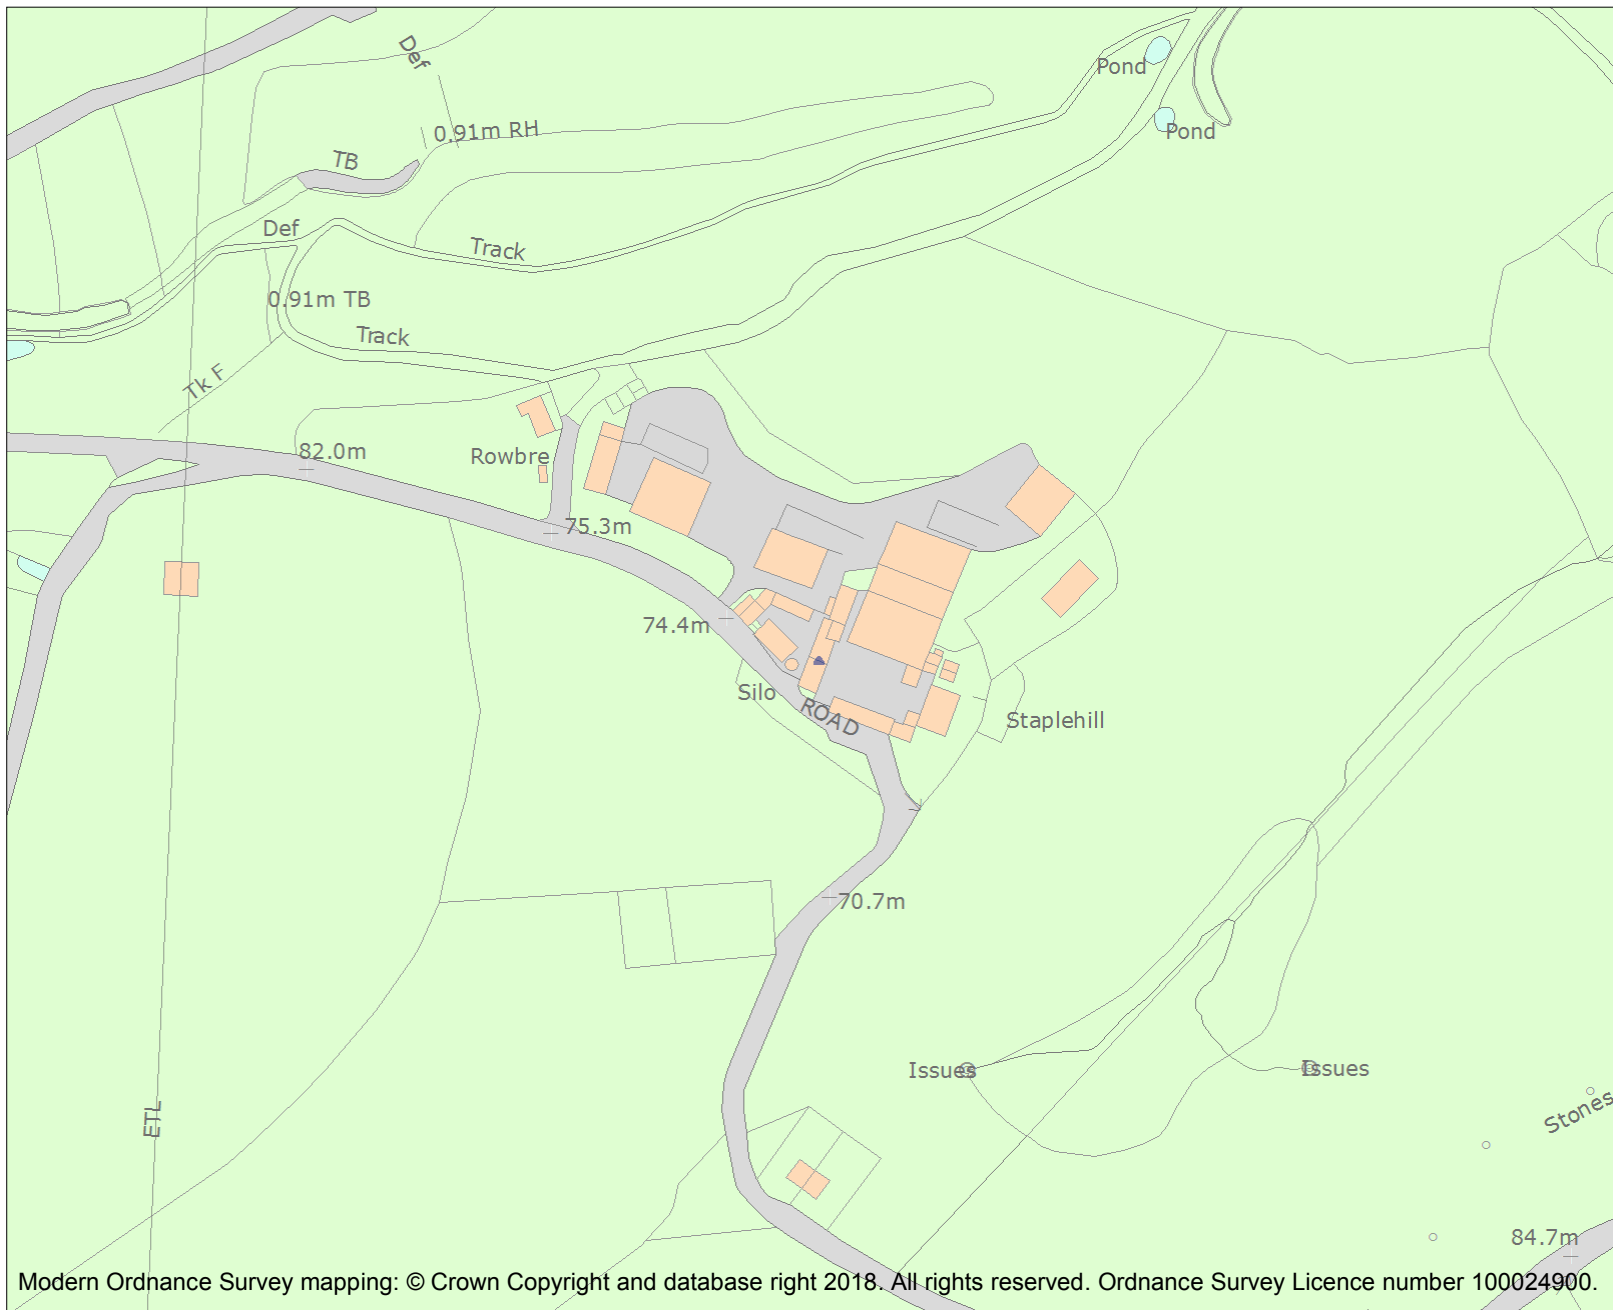 Def
Pond
0.91m RH
Pond
TB
Def
Track
0.91m TB
Track
Tk F
82.0m
Rowbre
75.3m
74.4m
Silo
ROAD
Staplehill
70.7m
Issues
Issues
ETL
Stones
84.7m
Modern Ordnance Survey mapping: © Crown Copyright and database right 2018. All rights reserved. Ordnance Survey Licence number 100024900.